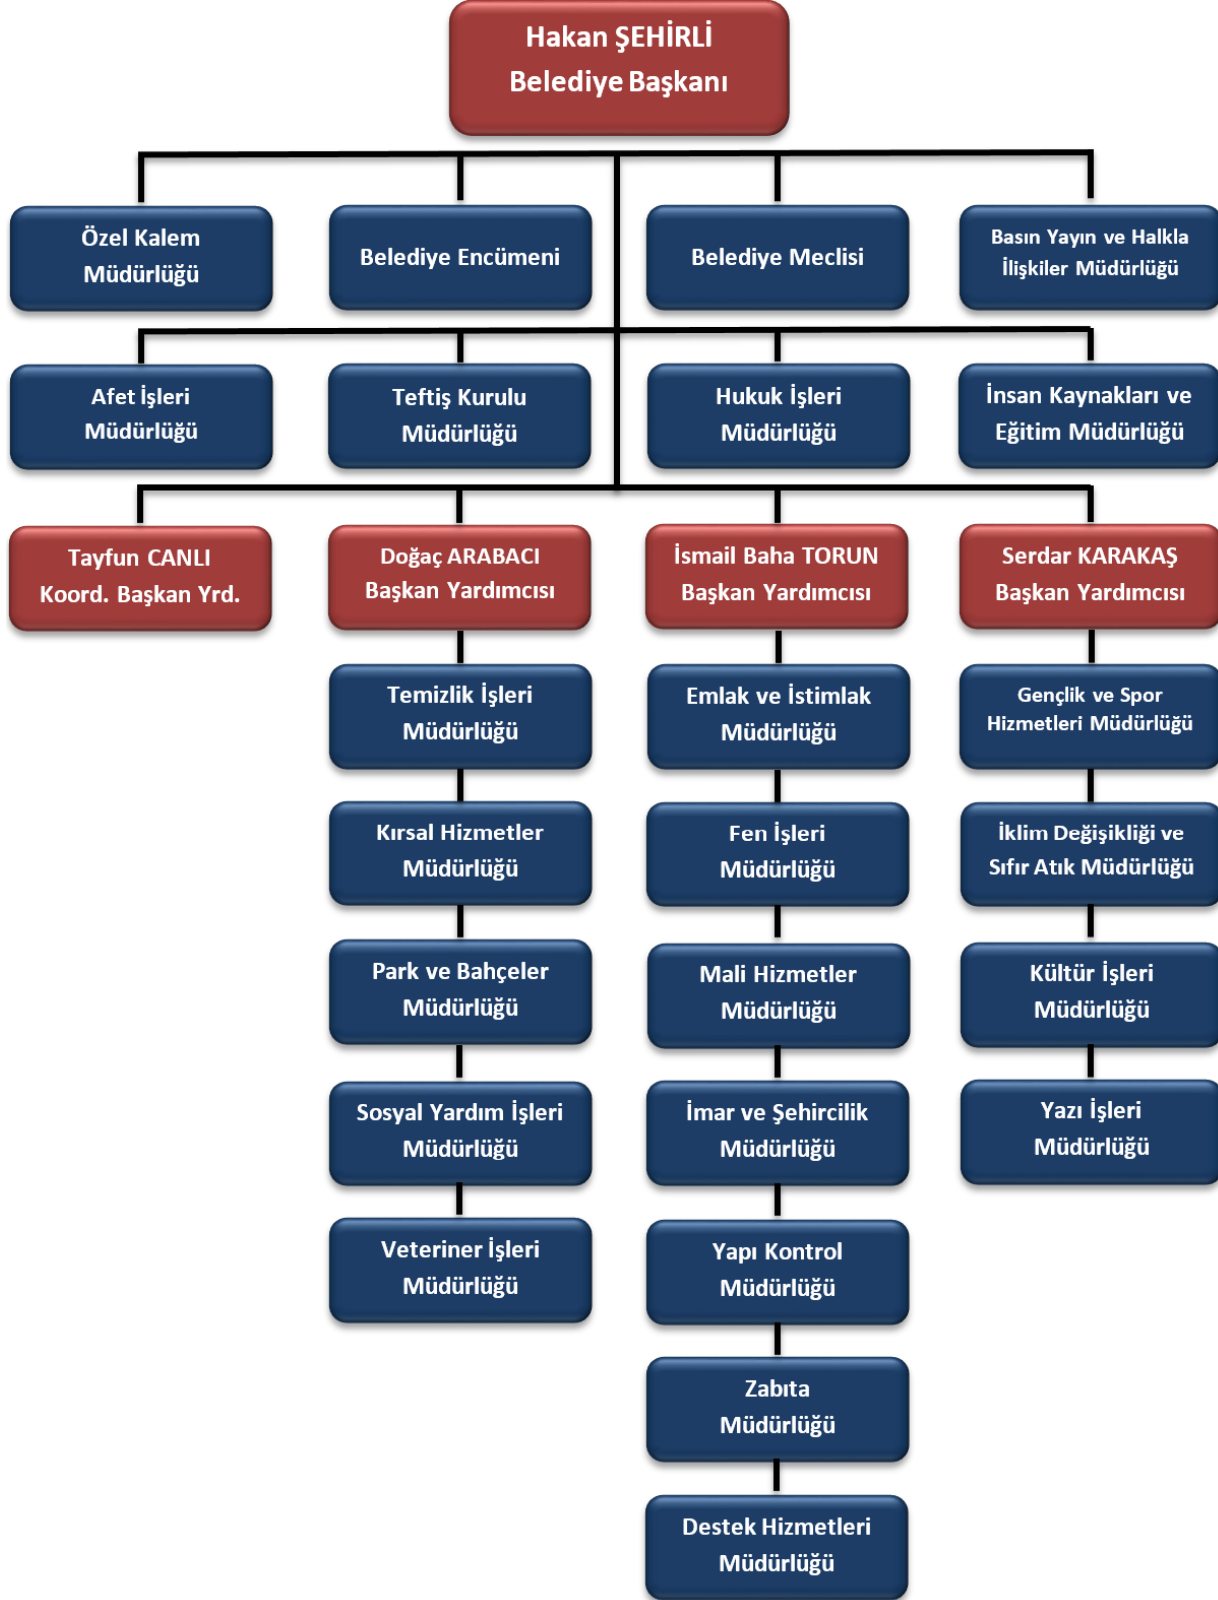 Hakan ŞEHİRLİ
Belediye Başkanı
Özel Kalem
Müdürlüğü
Belediye Encümeni
Belediye Meclisi
Basın Yayın ve Halkla
İlişkiler Müdürlüğü
Afet İşleri
Müdürlüğü
Teftiş Kurulu
Müdürlüğü
Hukuk İşleri
Müdürlüğü
İnsan Kaynakları ve
Eğitim Müdürlüğü
Tayfun CANLI
Koord. Başkan Yrd.
Doğaç ARABACI
Başkan Yardımcısı
İsmail Baha TORUN
Başkan Yardımcısı
Serdar KARAKAŞ
Başkan Yardımcısı
Temizlik İşleri
Müdürlüğü
Emlak ve İstimlak
Müdürlüğü
Gençlik ve Spor
Hizmetleri Müdürlüğü
Kırsal Hizmetler
Müdürlüğü
Fen İşleri
Müdürlüğü
İklim Değişikliği ve
Sıfır Atık Müdürlüğü
Park ve Bahçeler
Müdürlüğü
Mali Hizmetler
Müdürlüğü
Kültür İşleri
Müdürlüğü
Sosyal Yardım İşleri
Müdürlüğü
İmar ve Şehircilik
Müdürlüğü
Yazı İşleri
Müdürlüğü
Veteriner İşleri
Müdürlüğü
Yapı Kontrol
Müdürlüğü
Zabıta
Müdürlüğü
Destek Hizmetleri
Müdürlüğü